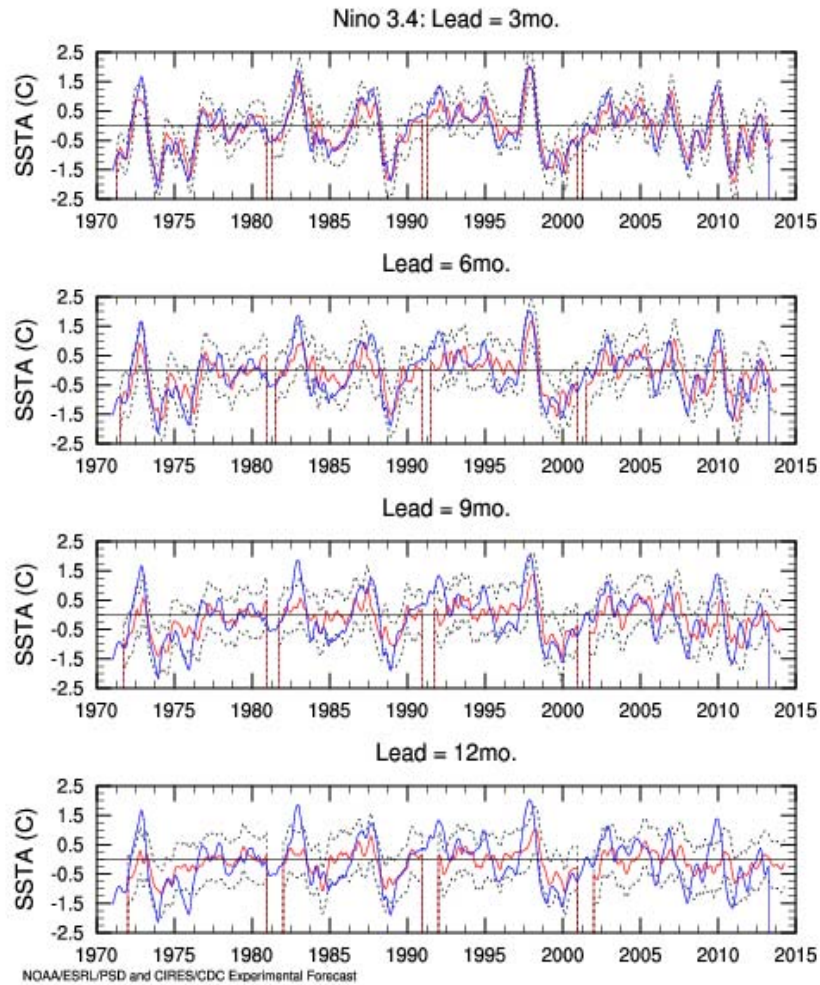 Nino 3.4: Lead = 3mo.
SSTA (C)
2.5
1.5
0.5
-0.5
-1.5
-2.5
1970 1975 1980 1985 1990 1995 2000 2005 2010 2015
Lead = 6mo.
SSTA (C)
2.5
1.5
0.5
-0.5
-1.5
-2.5
1970 1975 1980 1985 1990 1995 2000 2005 2010 2015
Lead = 9mo.
SSTA (C)
2.5
1.5
0.5
-0.5
-1.5
-2.5
1970 1975 1980 1985 1990 1995 2000 2005 2010 2015
Lead = 12mo.
SSTA (C)
2.5
1.5
0.5
-0.5
-1.5
-2.5
1970 1975 1980 1985 1990 1995 2000 2005 2010 2015
NOAA/ESRL/PSD and CIRES/CDC Experimental Forecast